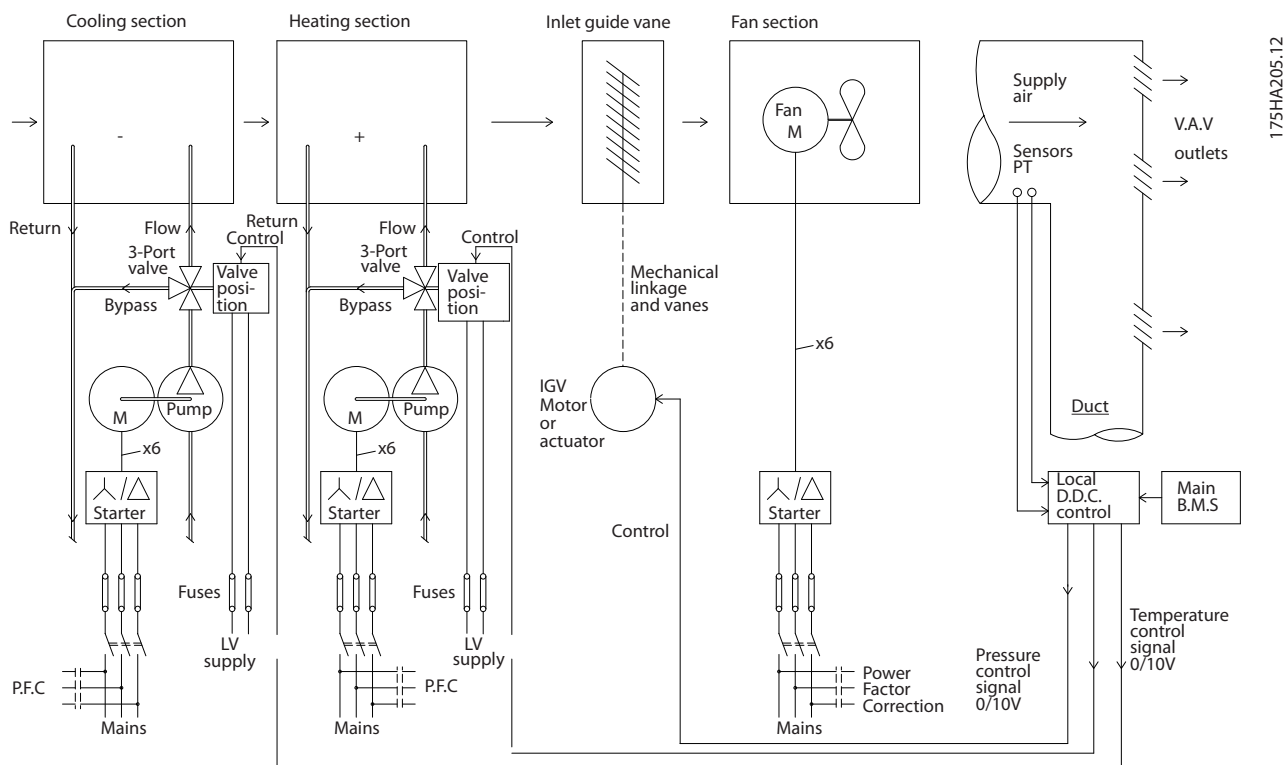 Cooling section
Heating section
Inlet guide vane
Fan section
175HA205.12
-
+
Fan
M
Supply
air
V.A.V
outlets
Sensors
PT
Return
Flow
3-Port
valve
Bypass
Control
Valve
posi-
tion
Return
Flow
3-Port
valve
Bypass
Control
Valve
posi-
tion
Mechanical
linkage
and vanes
x6
M
Pump
x6
M
Pump
x6
IGV
Motor
or
actuator
Duct
Starter
Starter
Starter
Local
D.D.C.
control
Main
B.M.S
Control
Fuses
Fuses
LV
supply
LV
supply
Temperature
control
signal
0/10V
Pressure
control
signal
0/10V
P.F.C
P.F.C
Power
Factor
Correction
Mains
Mains
Mains